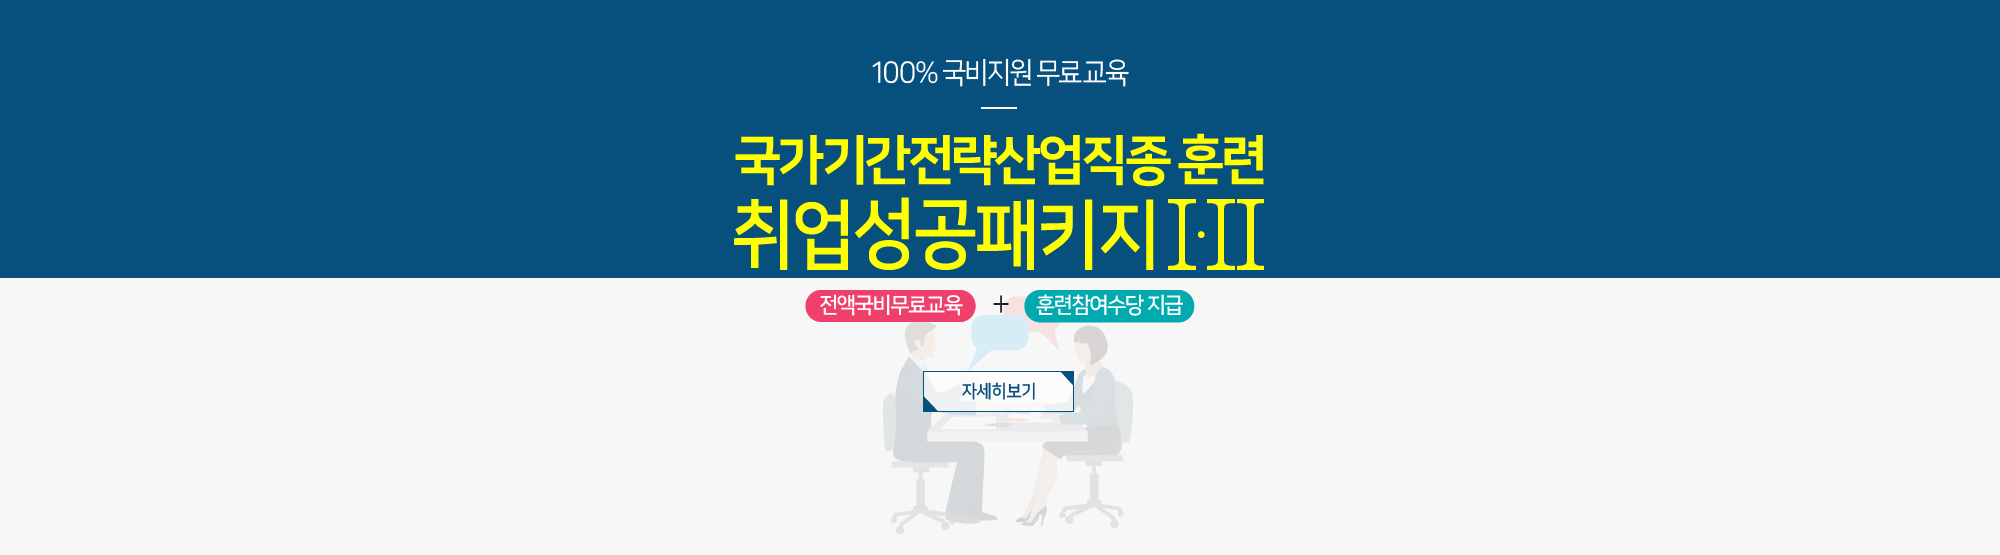 100% 국비지원 무료교육
국가기간전략산업직종 훈련
취업성공패키지 I·II
전액국비무료교육 + 훈련참여수당 지급
자세히보기